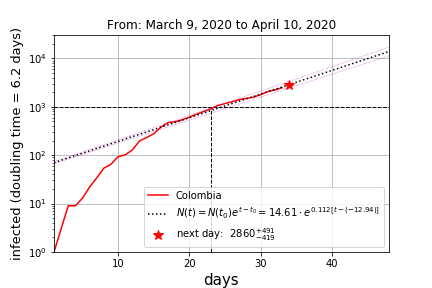 From: March 9, 2020 to April 10, 2020
infected (doubling time = 6.2 days)
10⁴
10³
10²
10¹
10⁰
Colombia
N(t) = N(t₀)e^{t−t₀} = 14.61 · e^{0.112[t−(−12.94)]}
next day: 2860^{+491}_{−419}
10 20 30 40
days